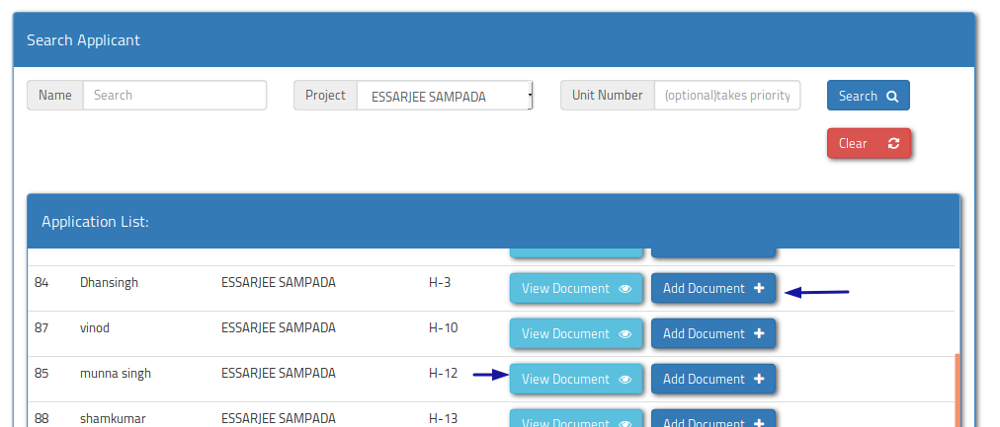 Search Applicant
Name Search Project ESSARJEE SAMPADA Unit Number (optional)takes priority Search
Clear
Application List:
84 Dhansingh ESSARJEE SAMPADA H-3 View Document Add Document
87 vinod ESSARJEE SAMPADA H-10 View Document Add Document
85 munna singh ESSARJEE SAMPADA H-12 View Document Add Document
88 shamkumar ESSARJEE SAMPADA H-13 View Document Add Document